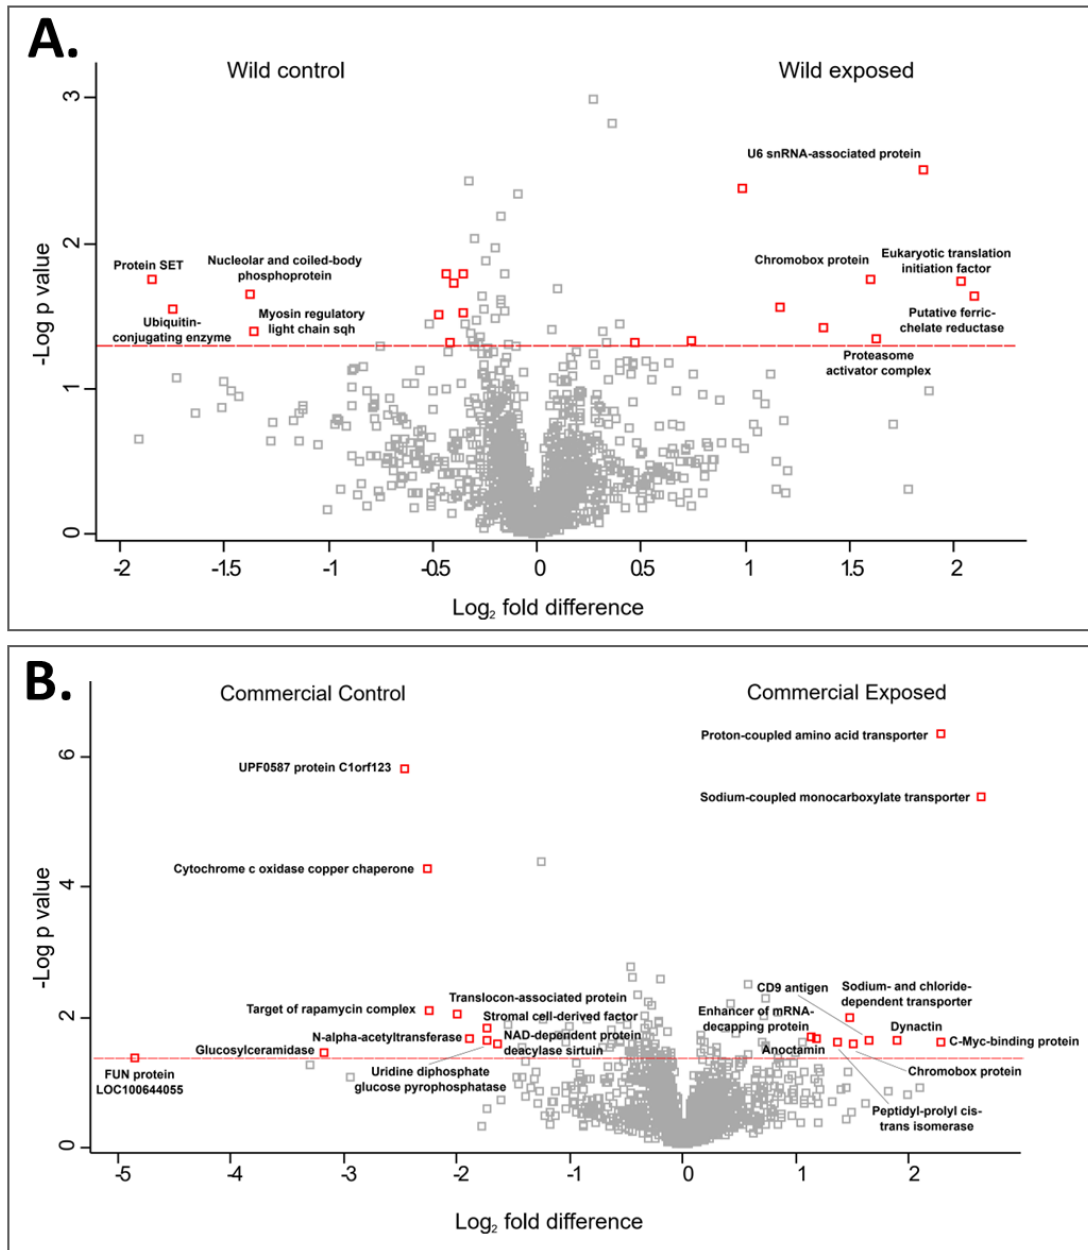 A.
Wild control
Wild exposed
3
U6 snRNA-associated protein
2
Protein SET
Nucleolar and coiled-body
phosphoprotein
Chromobox protein
Eukaryotic translation
initiation factor
Ubiquitin-
conjugating enzyme
Myosin regulatory
light chain sqh
Putative ferric-
chelate reductase
Proteasome
activator complex
-Log p value
1
0
-2
-1.5
-1
-0.5
0
0.5
1
1.5
2
Log2 fold difference
B.
Commercial Control
Commercial Exposed
6
Proton-coupled amino acid transporter
UPF0587 protein C1orf123
Sodium-coupled monocarboxylate transporter
Cytochrome c oxidase copper chaperone
4
-Log p value
2
Target of rapamycin complex
Translocon-associated protein
Stromal cell-derived factor
N-alpha-acetyltransferase
NAD-dependent protein
deacylase sirtuin
Glucosylceramidase
FUN protein
LOC100644055
Uridine diphosphate
glucose pyrophosphatase
CD9 antigen
Sodium- and chloride-
dependent transporter
Enhancer of mRNA-
decapping protein
Dynactin
Anoctamin
C-Myc-binding protein
Chromobox protein
Peptidyl-prolyl cis-
trans isomerase
0
-5
-4
-3
-2
-1
0
1
2
Log2 fold difference